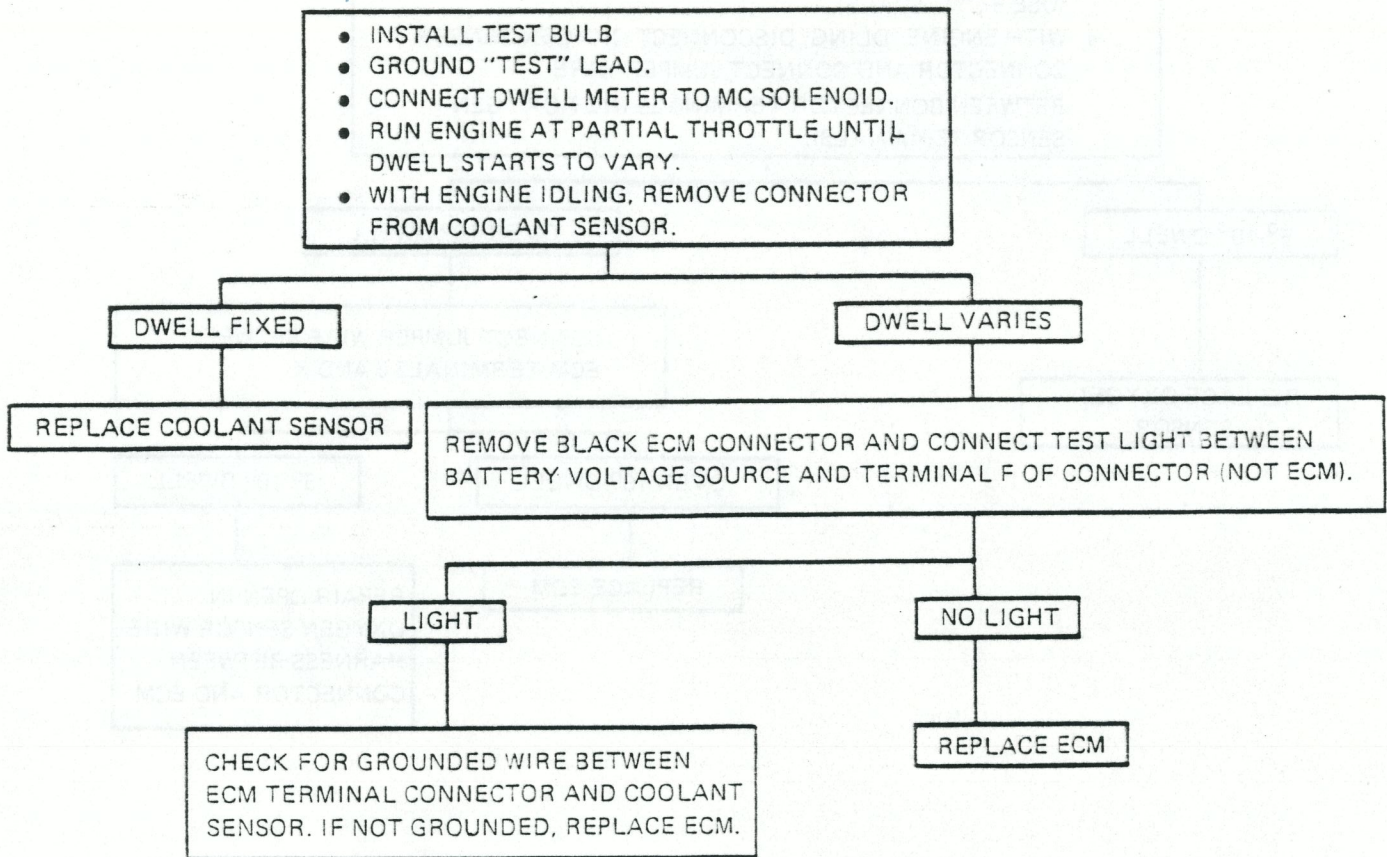 • INSTALL TEST BULB
• GROUND "TEST" LEAD.
• CONNECT DWELL METER TO MC SOLENOID.
• RUN ENGINE AT PARTIAL THROTTLE UNTIL
DWELL STARTS TO VARY.
• WITH ENGINE IDLING, REMOVE CONNECTOR
FROM COOLANT SENSOR.
DWELL FIXED
DWELL VARIES
REPLACE COOLANT SENSOR
REMOVE BLACK ECM CONNECTOR AND CONNECT TEST LIGHT BETWEEN
BATTERY VOLTAGE SOURCE AND TERMINAL F OF CONNECTOR (NOT ECM).
LIGHT
NO LIGHT
CHECK FOR GROUNDED WIRE BETWEEN
ECM TERMINAL CONNECTOR AND COOLANT
SENSOR. IF NOT GROUNDED, REPLACE ECM.
REPLACE ECM